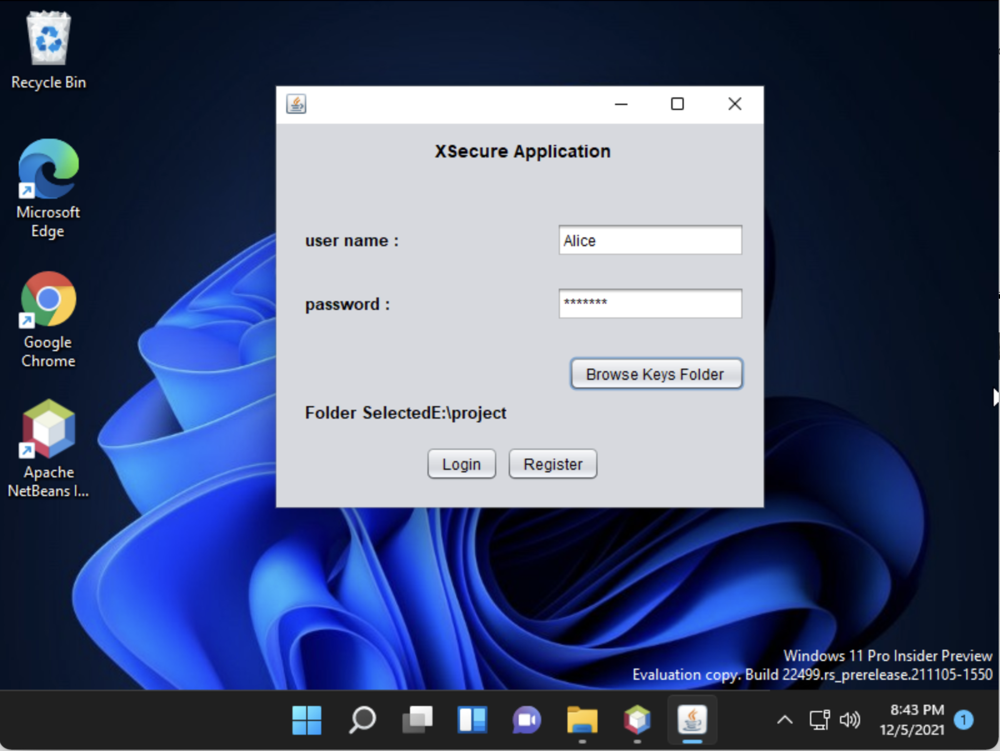 Recycle Bin
Microsoft
Edge
Google
Chrome
Apache
NetBeans I...
XSecure Application
user name :
Alice
password :
*******
Browse Keys Folder
Folder SelectedE:\project
Login
Register
Windows 11 Pro Insider Preview
Evaluation copy. Build 22499.rs_prerelease.211105-1550
8:43 PM
12/5/2021
1